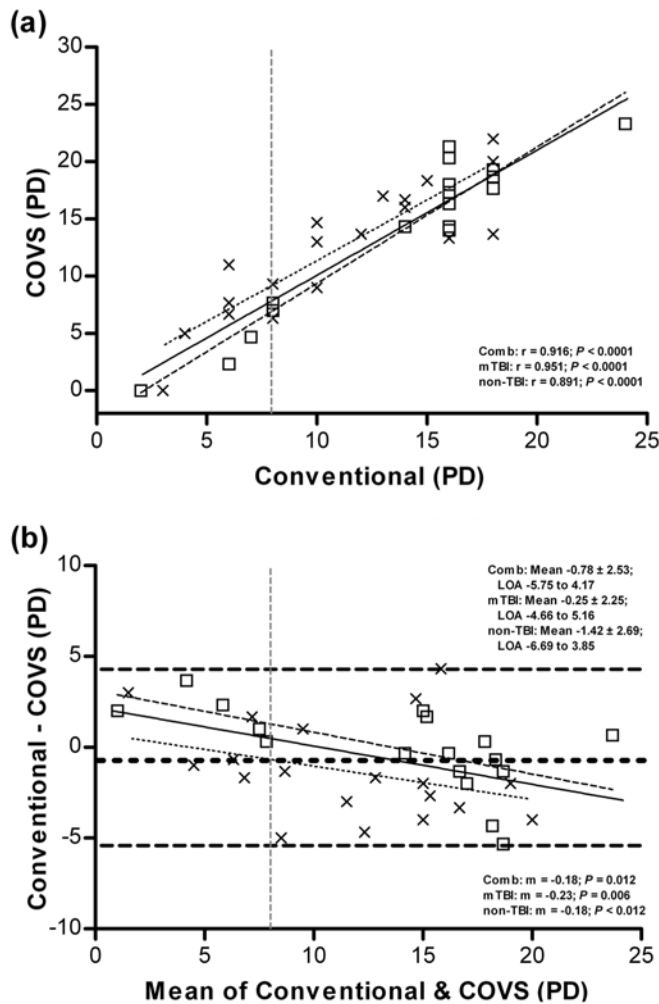 (a)
30
25
20
15
10
5
0
COVS (PD)
Comb: r = 0.916; P < 0.0001
mTBI: r = 0.951; P < 0.0001
non-TBI: r = 0.891; P < 0.0001
0 5 10 15 20 25
Conventional (PD)
(b)
10
5
0
-5
-10
Conventional - COVS (PD)
Comb: Mean -0.78 ± 2.53;
LOA -5.75 to 4.17
mTBI: Mean -0.25 ± 2.25;
LOA -4.66 to 5.16
non-TBI: Mean -1.42 ± 2.69;
LOA -6.69 to 3.85
Comb: m = -0.18; P = 0.012
mTBI: m = -0.23; P = 0.006
non-TBI: m = -0.18; P < 0.012
0 5 10 15 20 25
Mean of Conventional & COVS (PD)